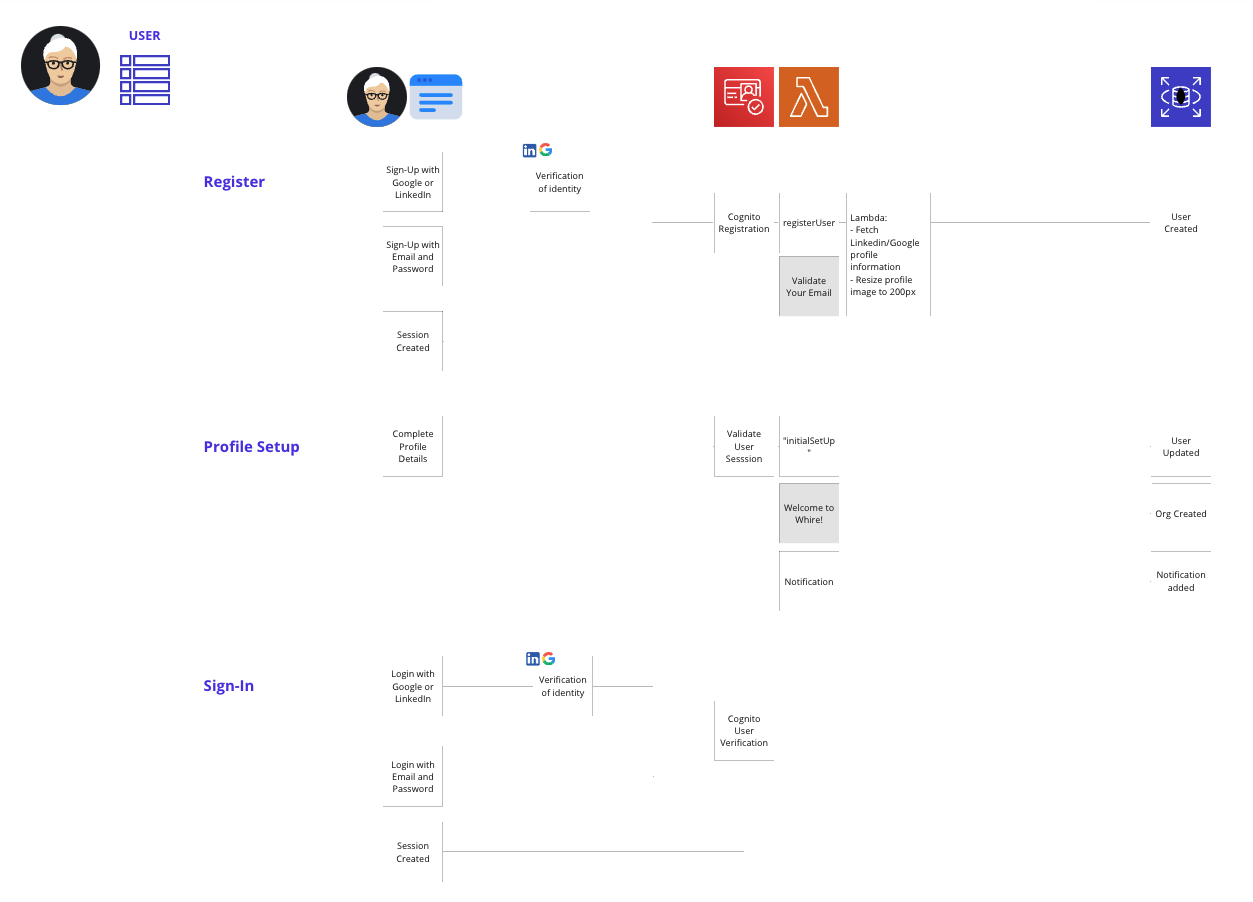 USER
Register
Sign-Up with
Google or
LinkedIn
in G
Verification
of identity
Sign-Up with
Email and
Password
Session
Created
Cognito
Registration
registerUser
Validate
Your Email
Lambda:
- Fetch
Linkedin/Google
profile
information
- Resize profile
image to 200px
User
Created
Profile Setup
Complete
Profile
Details
Validate
User
Sesssion
"initialSetUp
"
Welcome to
Whire!
Notification
User
Updated
Org Created
Notification
added
Sign-In
Login with
Google or
LinkedIn
in G
Verification
of identity
Cognito
User
Verification
Login with
Email and
Password
Session
Created